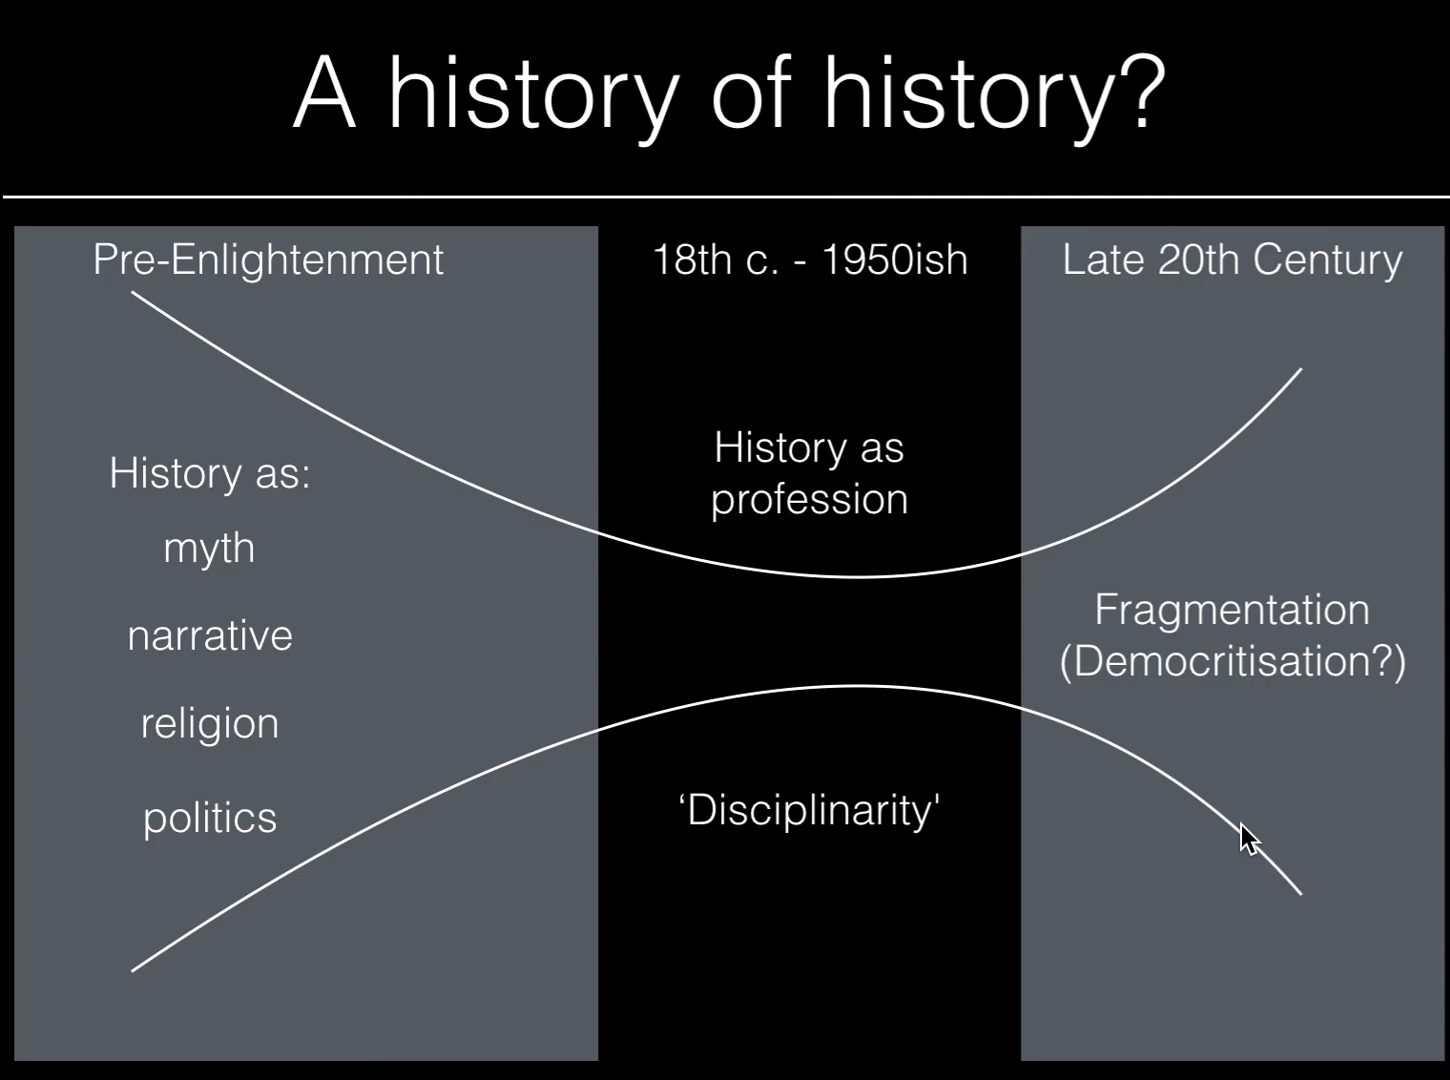 A history of history?
Pre-Enlightenment
History as:
myth
narrative
religion
politics
18th c. - 1950ish
History as
profession
‘Disciplinarity'
Late 20th Century
Fragmentation
(Democritisation?)